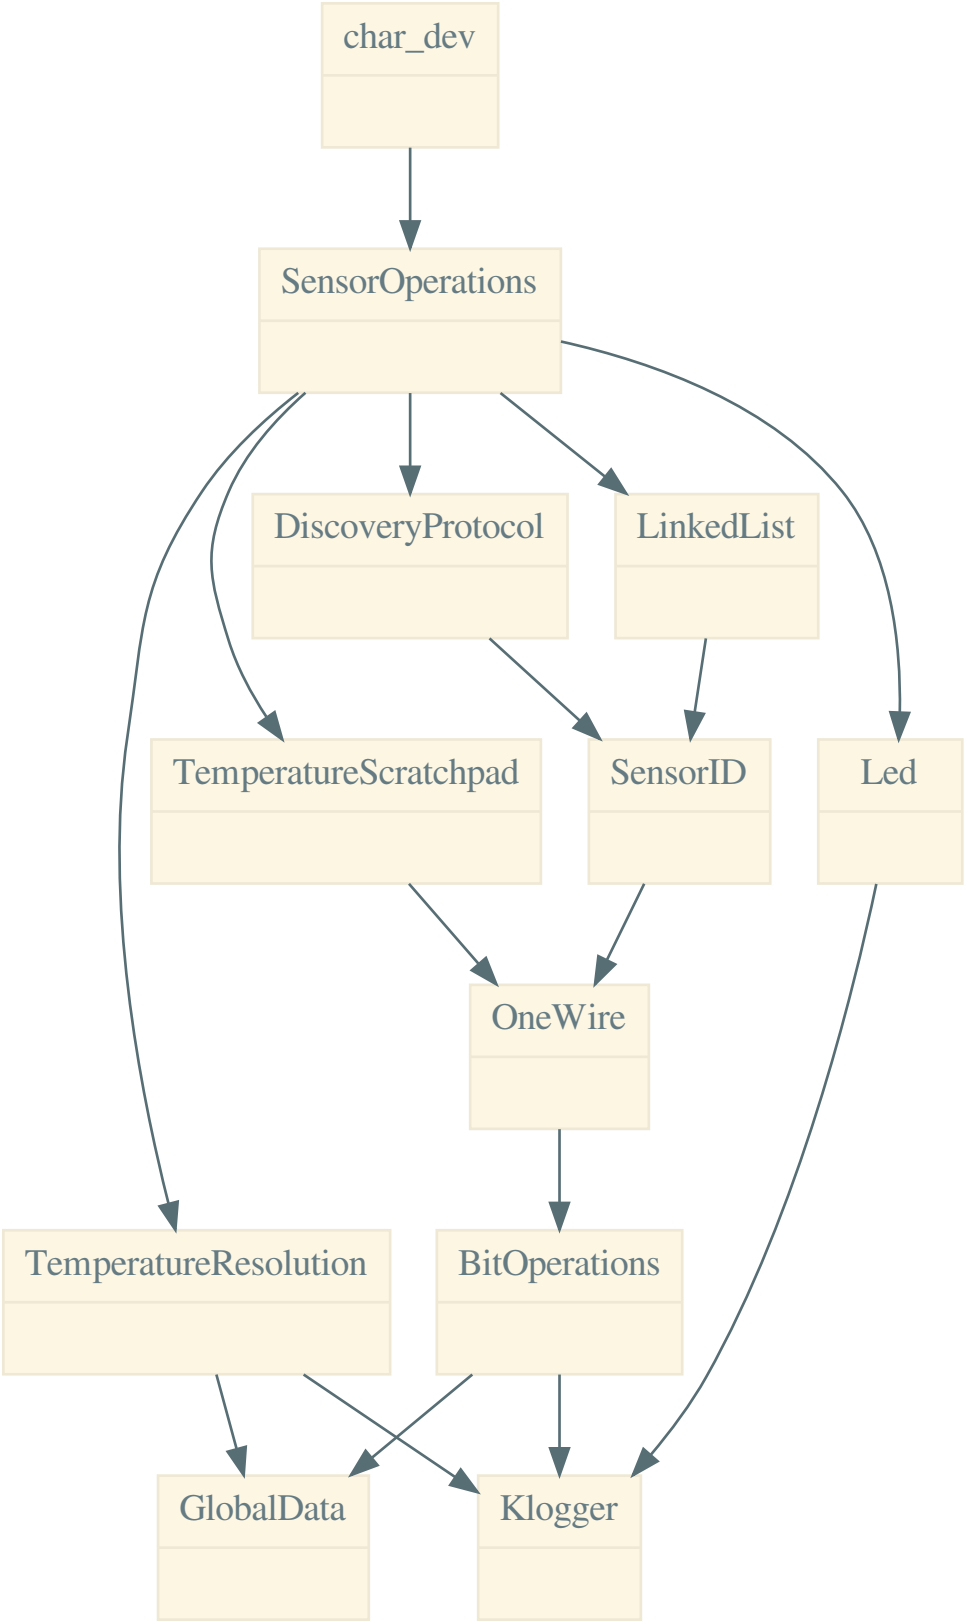 char_dev
SensorOperations
DiscoveryProtocol
LinkedList
TemperatureScratchpad
SensorID
Led
OneWire
TemperatureResolution
BitOperations
GlobalData
Klogger